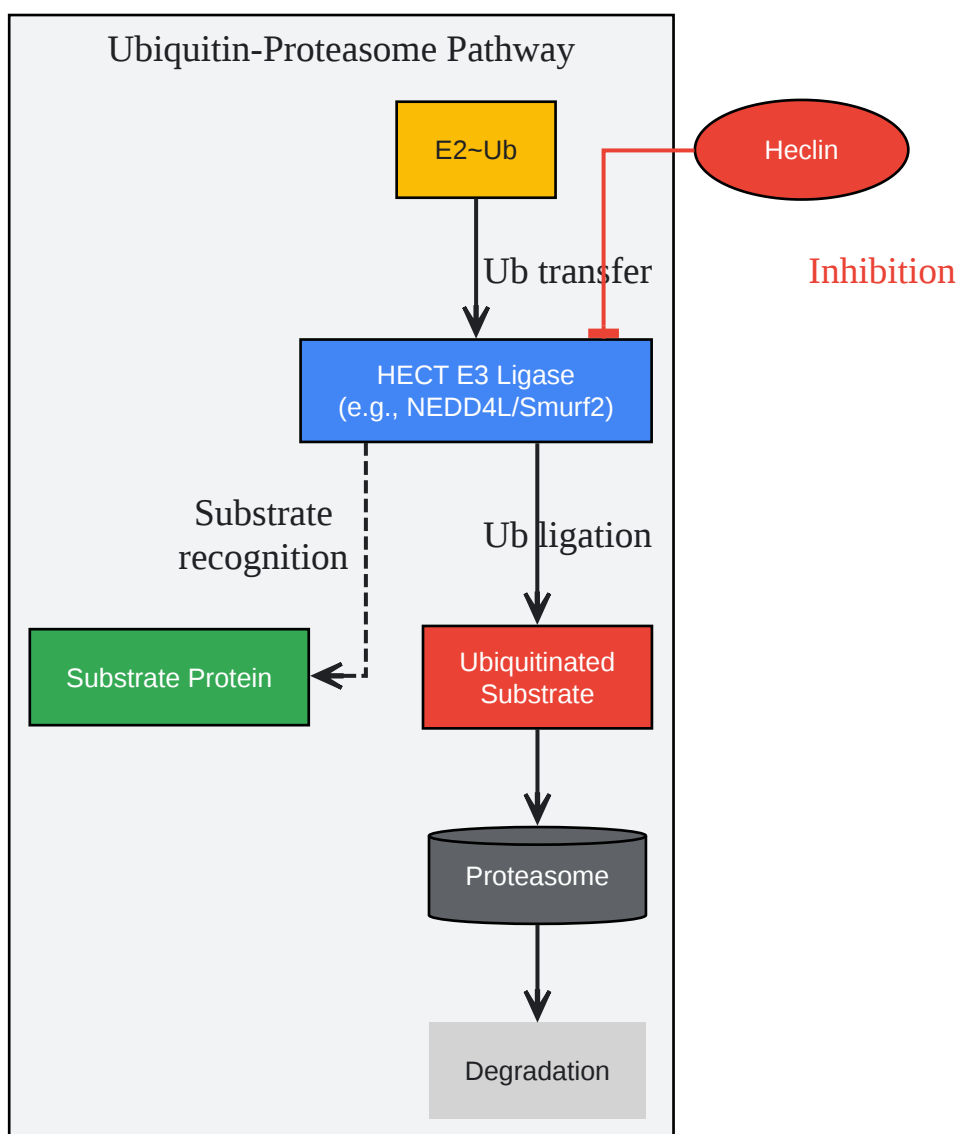 Ubiquitin-Proteasome Pathway
E2~Ub
Heclin
Ub transfer
Inhibition
HECT E3 Ligase
(e.g., NEDD4L/Smurf2)
Substrate
recognition
Ub ligation
Substrate Protein
Ubiquitinated
Substrate
Proteasome
Degradation